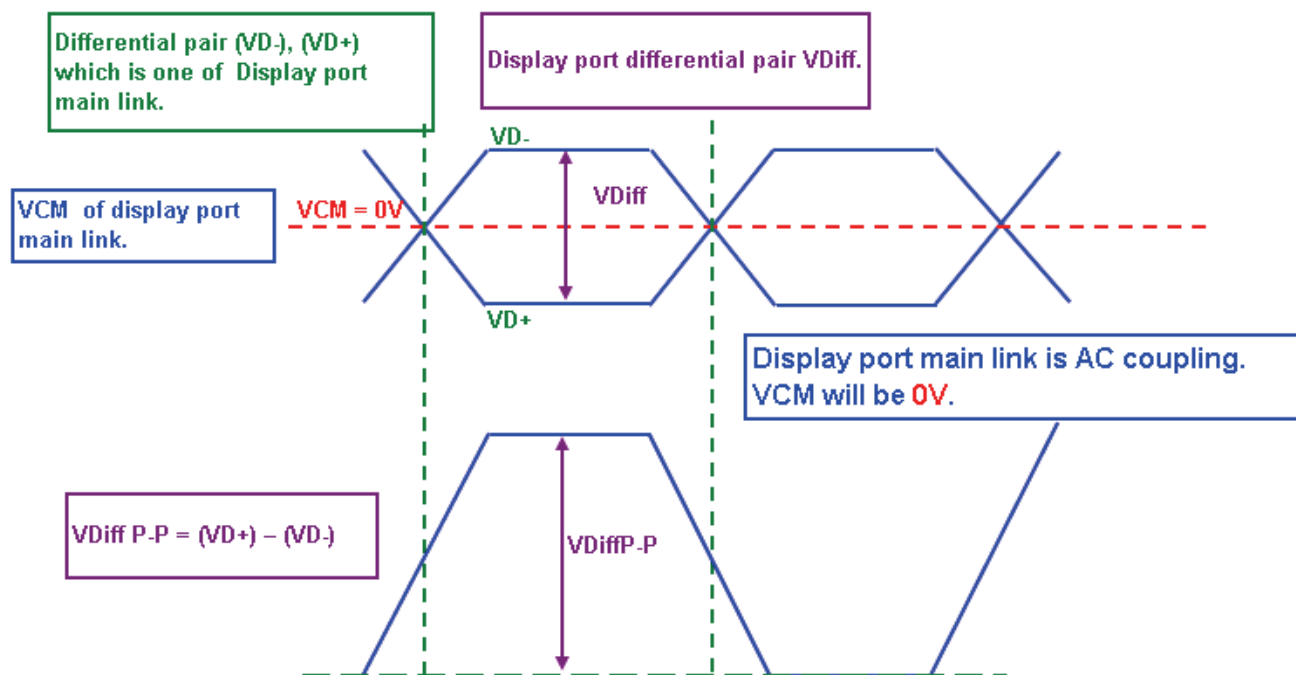 Differential pair (VD-), (VD+)
which is one of Display port
main link.
Display port differential pair VDiff.
VD-
VDiff
VCM of display port
main link.
VCM = 0V
VD+
Display port main link is AC coupling.
VCM will be 0V.
VDiff P-P = (VD+) – (VD-)
VDiffP-P